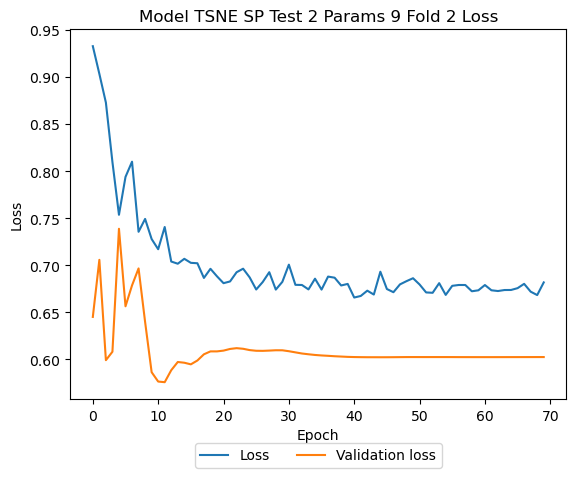 Model TSNE SP Test 2 Params 9 Fold 2 Loss
0.95
0.90
0.85
0.80
0.75
0.70
0.65
0.60
Loss
0 10 20 30 40 50 60 70
Epoch
Loss Validation loss